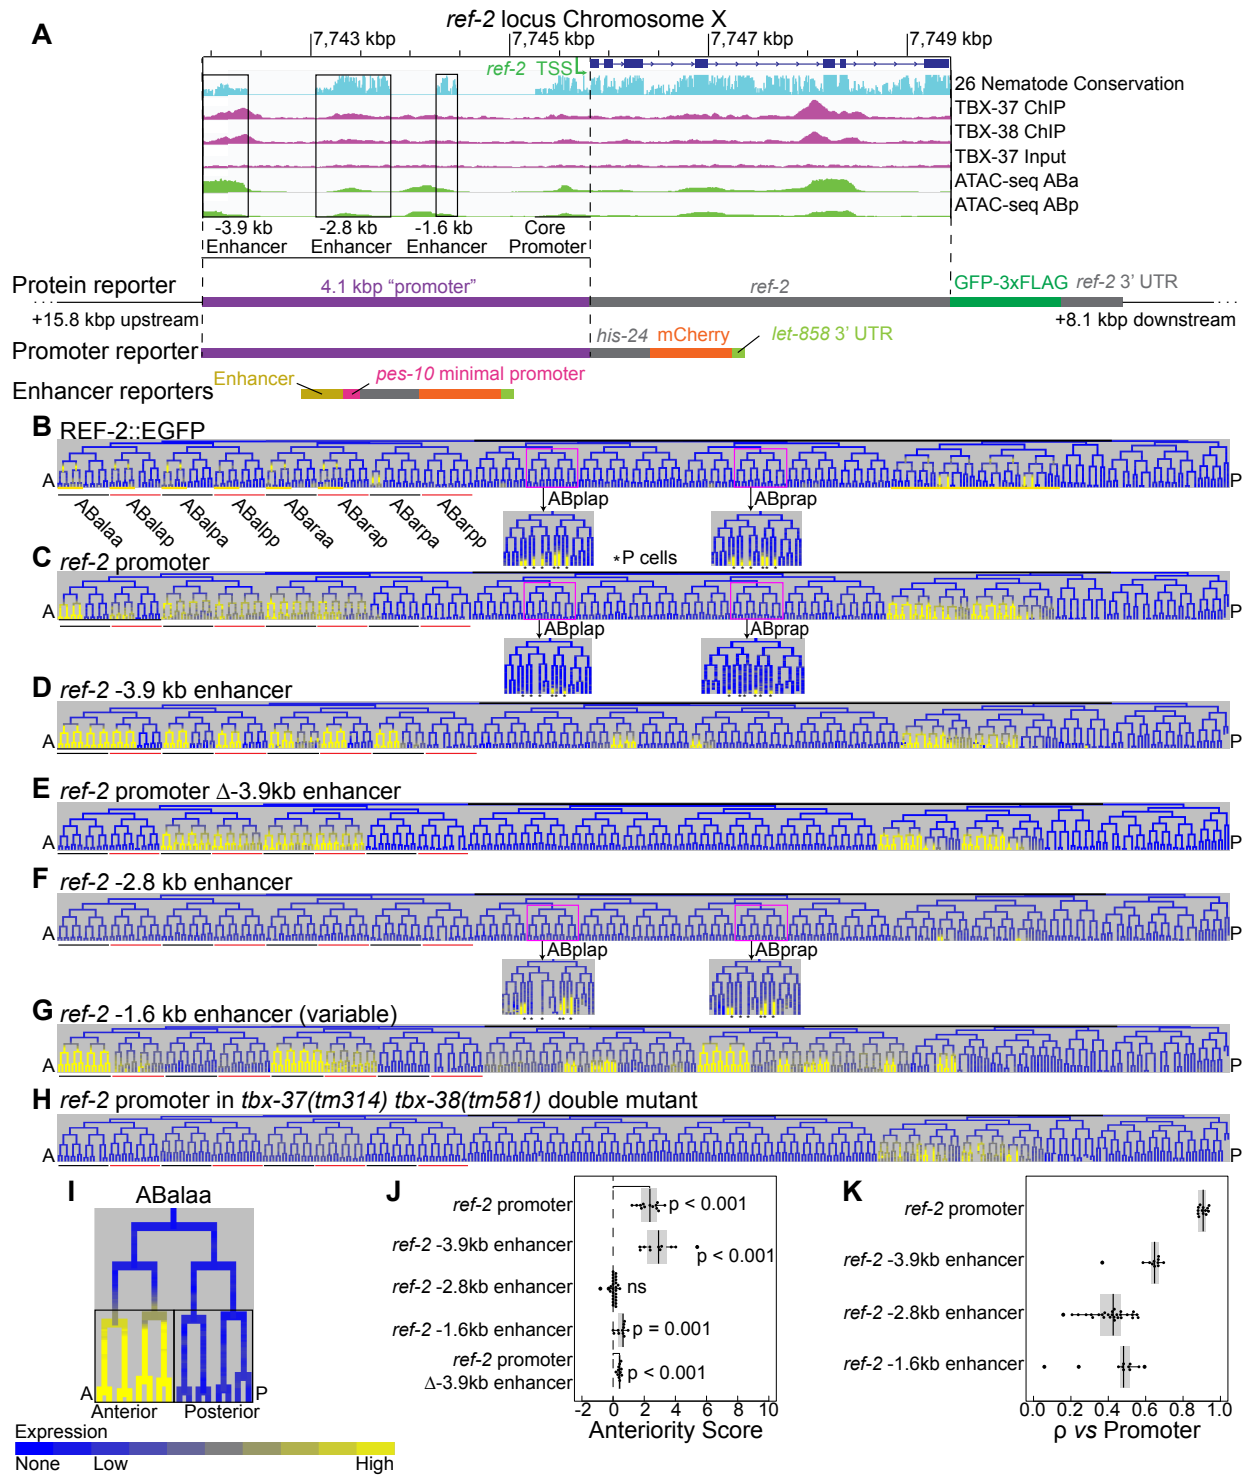 A
ref-2 locus Chromosome X
7,743 kbp
7,745 kbp
7,747 kbp
7,749 kbp
ref-2 TSS
26 Nematode Conservation
TBX-37 ChIP
TBX-38 ChIP
TBX-37 Input
ATAC-seq ABa
ATAC-seq ABp
-3.9 kb Enhancer
-2.8 kb Enhancer
-1.6 kb Enhancer
Core Promoter
Protein reporter
4.1 kbp “promoter”
ref-2
GFP-3xFLAG
ref-2 3’ UTR
+15.8 kbp upstream
+8.1 kbp downstream
Promoter reporter
his-24
mCherry
let-858 3’ UTR
Enhancer reporters
Enhancer
pes-10 minimal promoter
B REF-2::EGFP
A
P
ABalaa
ABalap
ABalpa
ABalpp
ABaraa
ABarap
ABarpa
ABarpp
ABplap
ABprap
*P cells
C ref-2 promoter
A
P
ABplap
ABprap
D ref-2 -3.9 kb enhancer
A
P
E ref-2 promoter Δ-3.9kb enhancer
A
P
F ref-2 -2.8 kb enhancer
A
P
ABplap
ABprap
G ref-2 -1.6 kb enhancer (variable)
A
P
H ref-2 promoter in tbx-37(tm314) tbx-38(tm581) double mutant
A
P
I
ABalaa
A
P
Anterior
Posterior
Expression
None
Low
High
J
ref-2 promoter
p < 0.001
ref-2 -3.9kb enhancer
p < 0.001
ref-2 -2.8kb enhancer
ns
ref-2 -1.6kb enhancer
p = 0.001
ref-2 promoter
Δ-3.9kb enhancer
p < 0.001
-2 0 2 4 6 8 10
Anteriority Score
K
ref-2 promoter
ref-2 -3.9kb enhancer
ref-2 -2.8kb enhancer
ref-2 -1.6kb enhancer
0.0 0.2 0.4 0.6 0.8 1.0
ρ vs Promoter